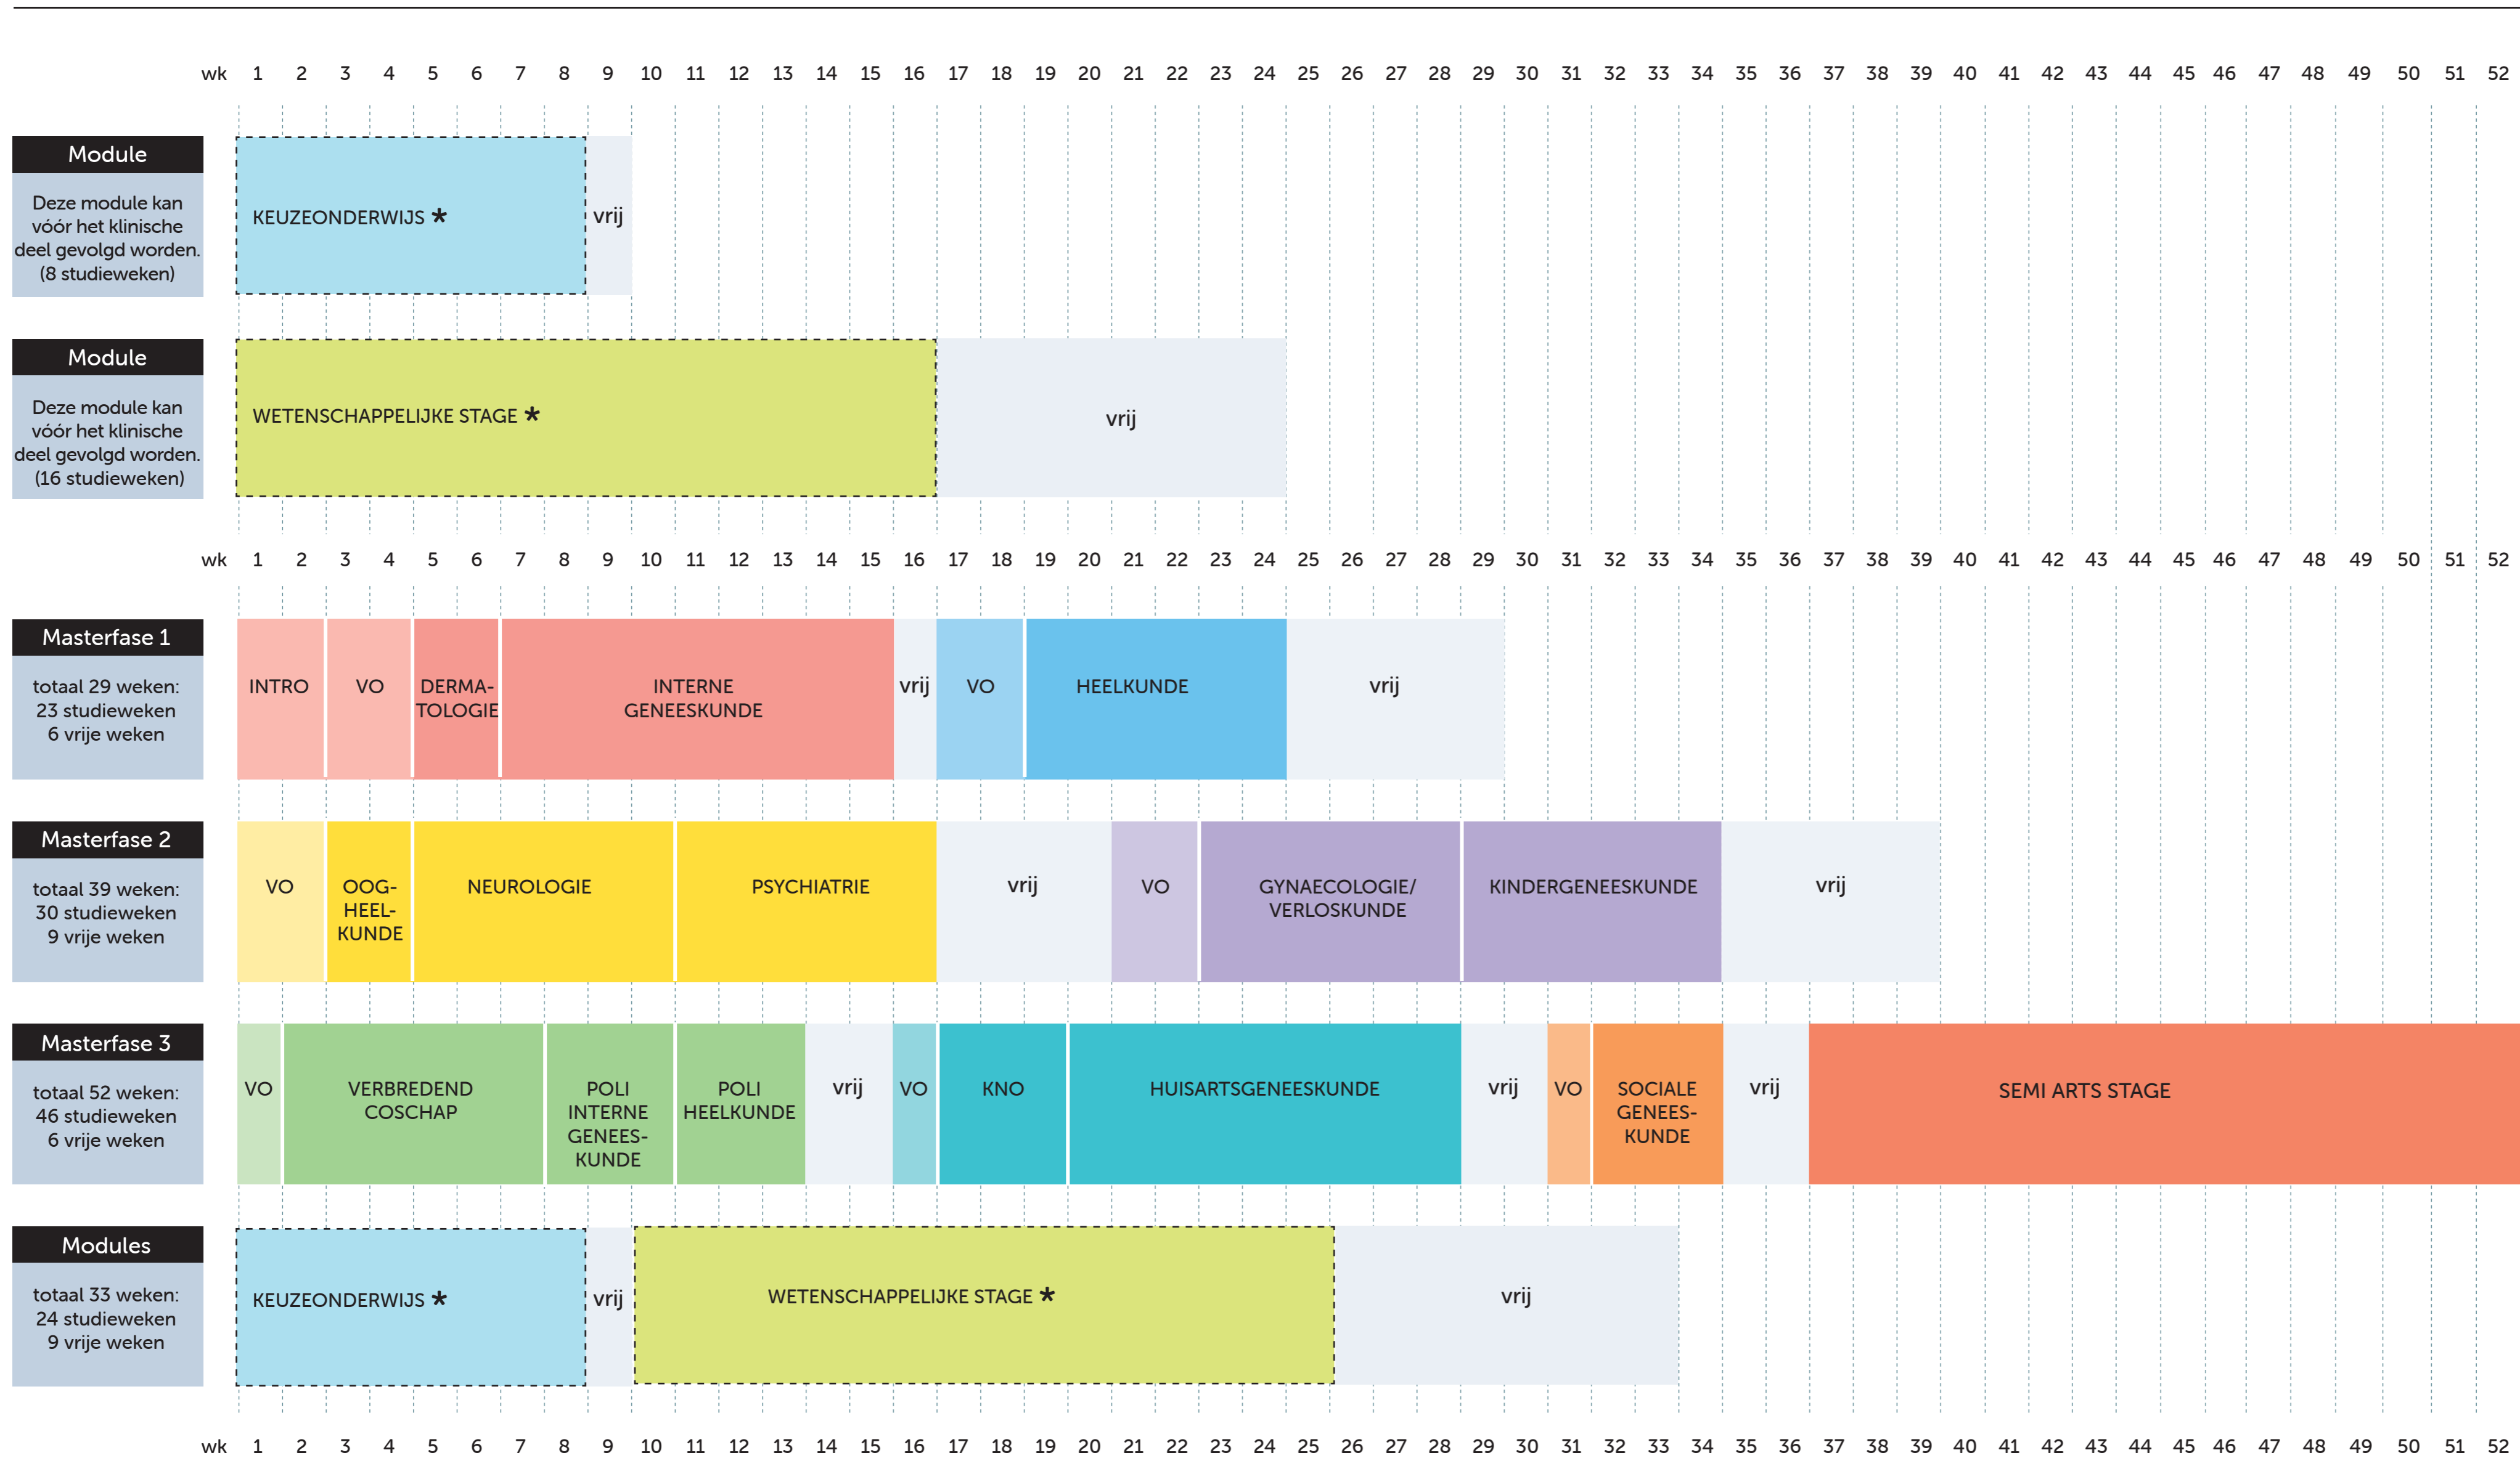 wk 1 2 3 4 5 6 7 8 9 10 11 12 13 14 15 16 17 18 19 20 21 22 23 24 25 26 27 28 29 30 31 32 33 34 35 36 37 38 39 40 41 42 43 44 45 46 47 48 49 50 51 52
Module
Deze module kan
vóór het klinische
deel gevolgd worden.
(8 studieweken)
KEUZEONDERWIJS *
vrij
Module
Deze module kan
vóór het klinische
deel gevolgd worden.
(16 studieweken)
WETENSCHAPPELIJKE STAGE *
vrij
wk 1 2 3 4 5 6 7 8 9 10 11 12 13 14 15 16 17 18 19 20 21 22 23 24 25 26 27 28 29 30 31 32 33 34 35 36 37 38 39 40 41 42 43 44 45 46 47 48 49 50 51 52
Masterfase 1
totaal 29 weken:
23 studieweken
6 vrije weken
INTRO
VO
DERMA-
TOLOGIE
INTERNE
GENEESKUNDE
vrij
VO
HEELKUNDE
vrij
Masterfase 2
totaal 39 weken:
30 studieweken
9 vrije weken
VO
OOG-
HEEL-
KUNDE
NEUROLOGIE
PSYCHIATRIE
vrij
VO
GYNAECOLOGIE/
VERLOSKUNDE
KINDERGENEESKUNDE
vrij
Masterfase 3
totaal 52 weken:
46 studieweken
6 vrije weken
VO
VERBREDEND
COSCHAP
POLI
INTERNE
GENEES-
KUNDE
POLI
HEELKUNDE
vrij
VO
KNO
HUISARTSGENEESKUNDE
vrij
VO
SOCIALE
GENEES-
KUNDE
vrij
SEMI ARTS STAGE
Modules
totaal 33 weken:
24 studieweken
9 vrije weken
KEUZEONDERWIJS *
vrij
WETENSCHAPPELIJKE STAGE *
vrij
wk 1 2 3 4 5 6 7 8 9 10 11 12 13 14 15 16 17 18 19 20 21 22 23 24 25 26 27 28 29 30 31 32 33 34 35 36 37 38 39 40 41 42 43 44 45 46 47 48 49 50 51 52